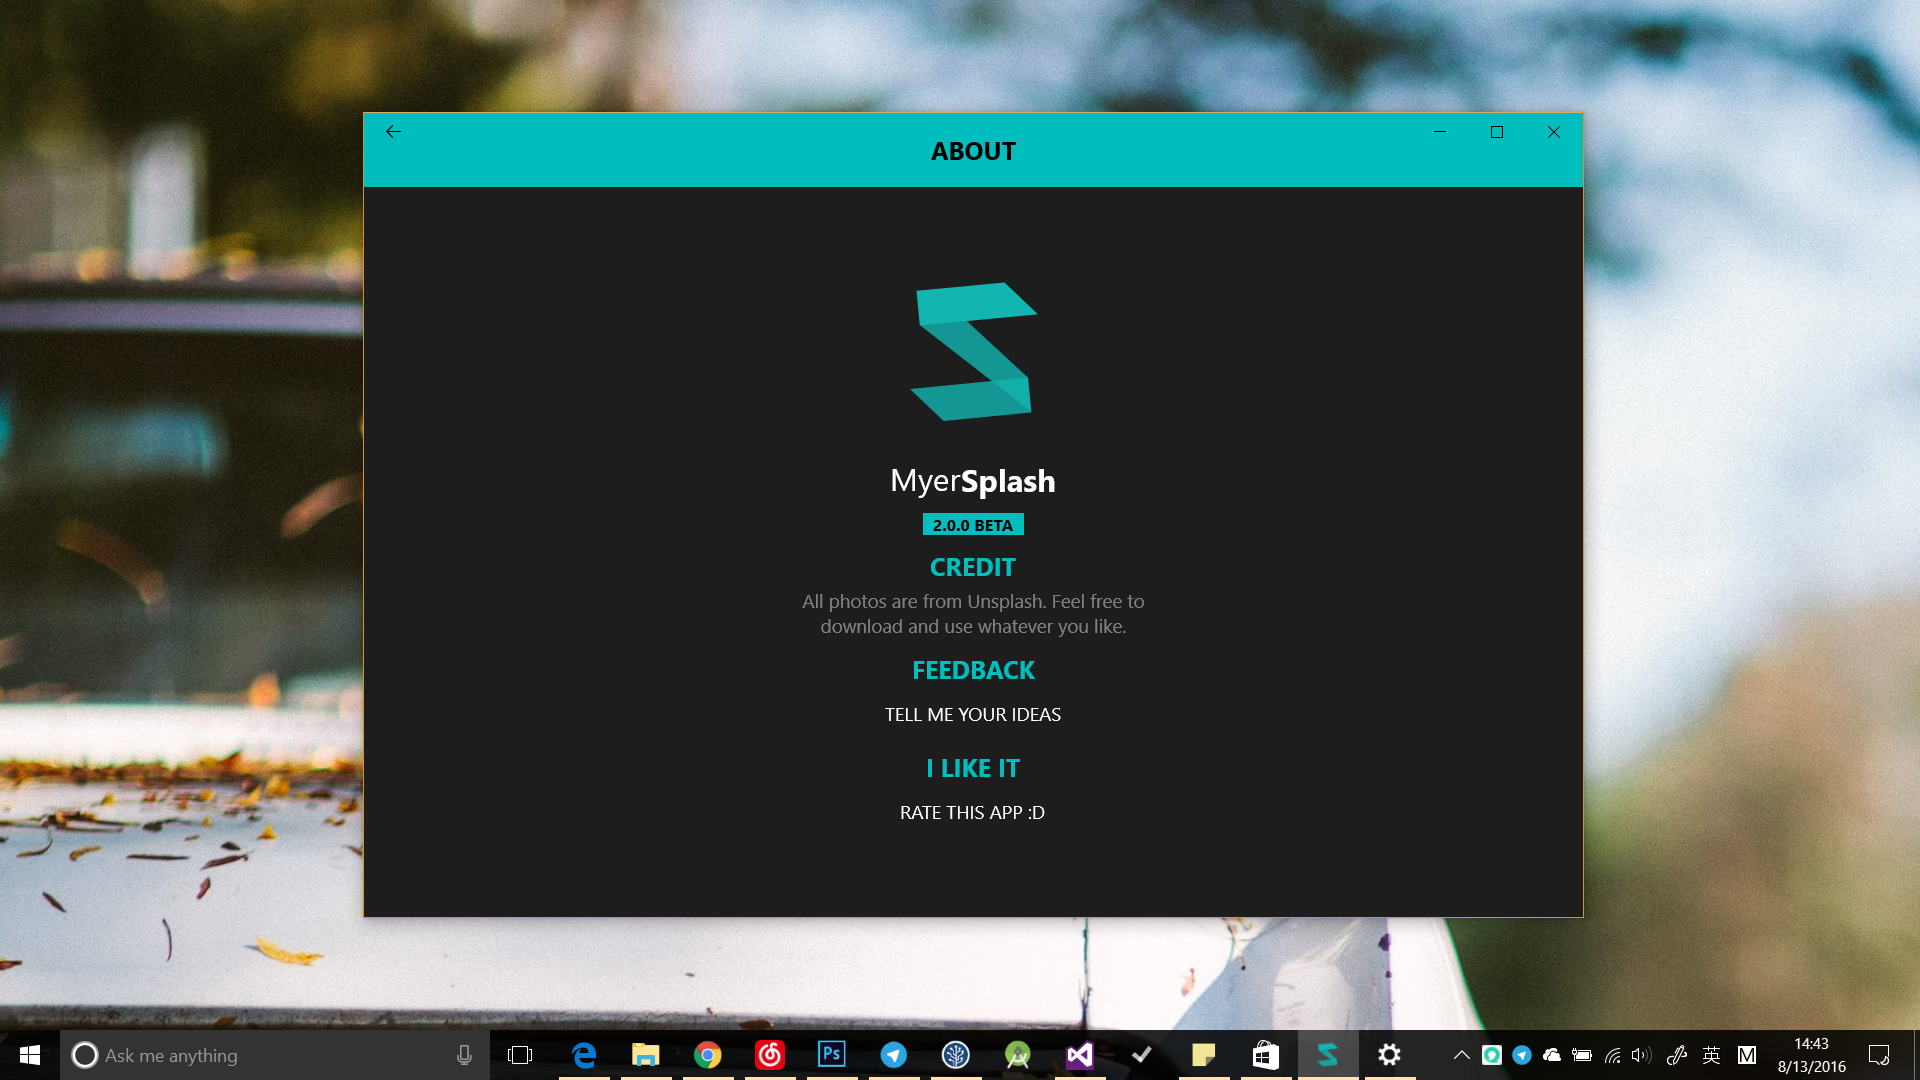 ABOUT
MyerSplash
2.0.0 BETA
CREDIT
All photos are from Unsplash. Feel free to
download and use whatever you like.
FEEDBACK
TELL ME YOUR IDEAS
I LIKE IT
RATE THIS APP :D
Ask me anything
Ps
英
M
14:43
8/13/2016